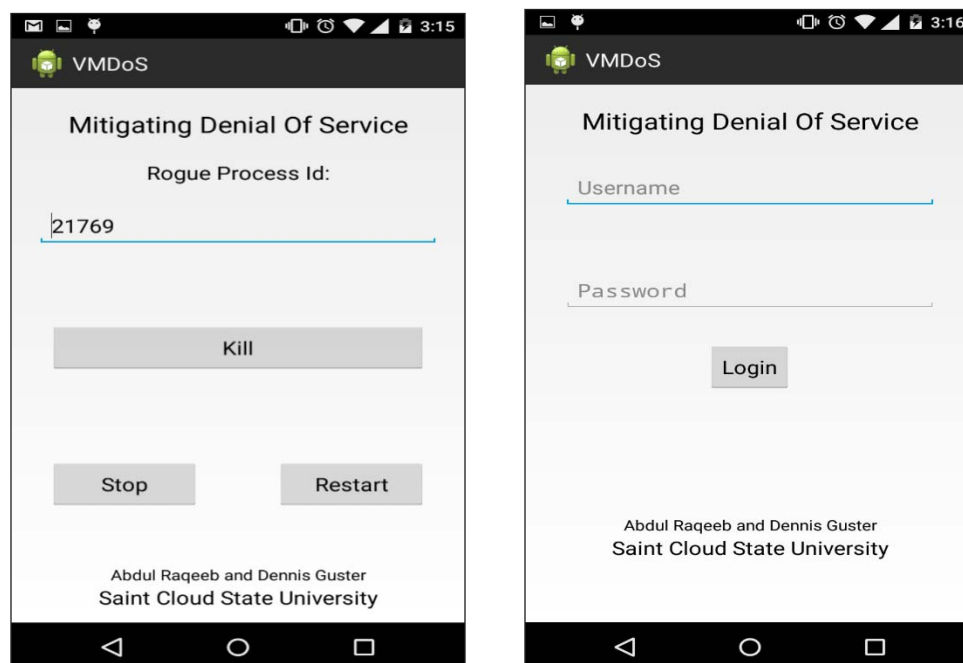 3:15
VMDoS
Mitigating Denial Of Service
Rogue Process Id:
21769
Kill
Stop
Restart
Abdul Raqeeb and Dennis Guster
Saint Cloud State University
3:16
VMDoS
Mitigating Denial Of Service
Username
Password
Login
Abdul Raqeeb and Dennis Guster
Saint Cloud State University